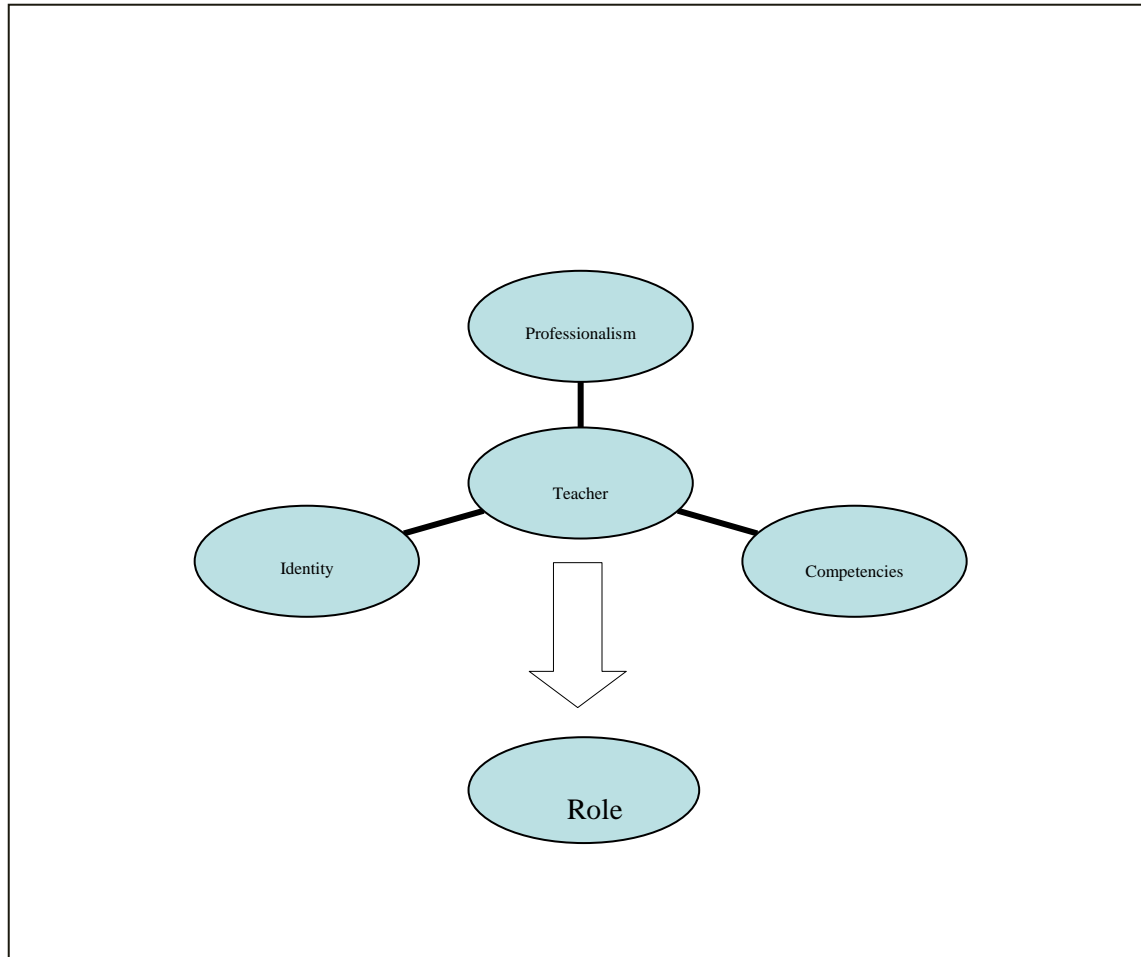 Professionalism
Teacher
Identity
Competencies
Role